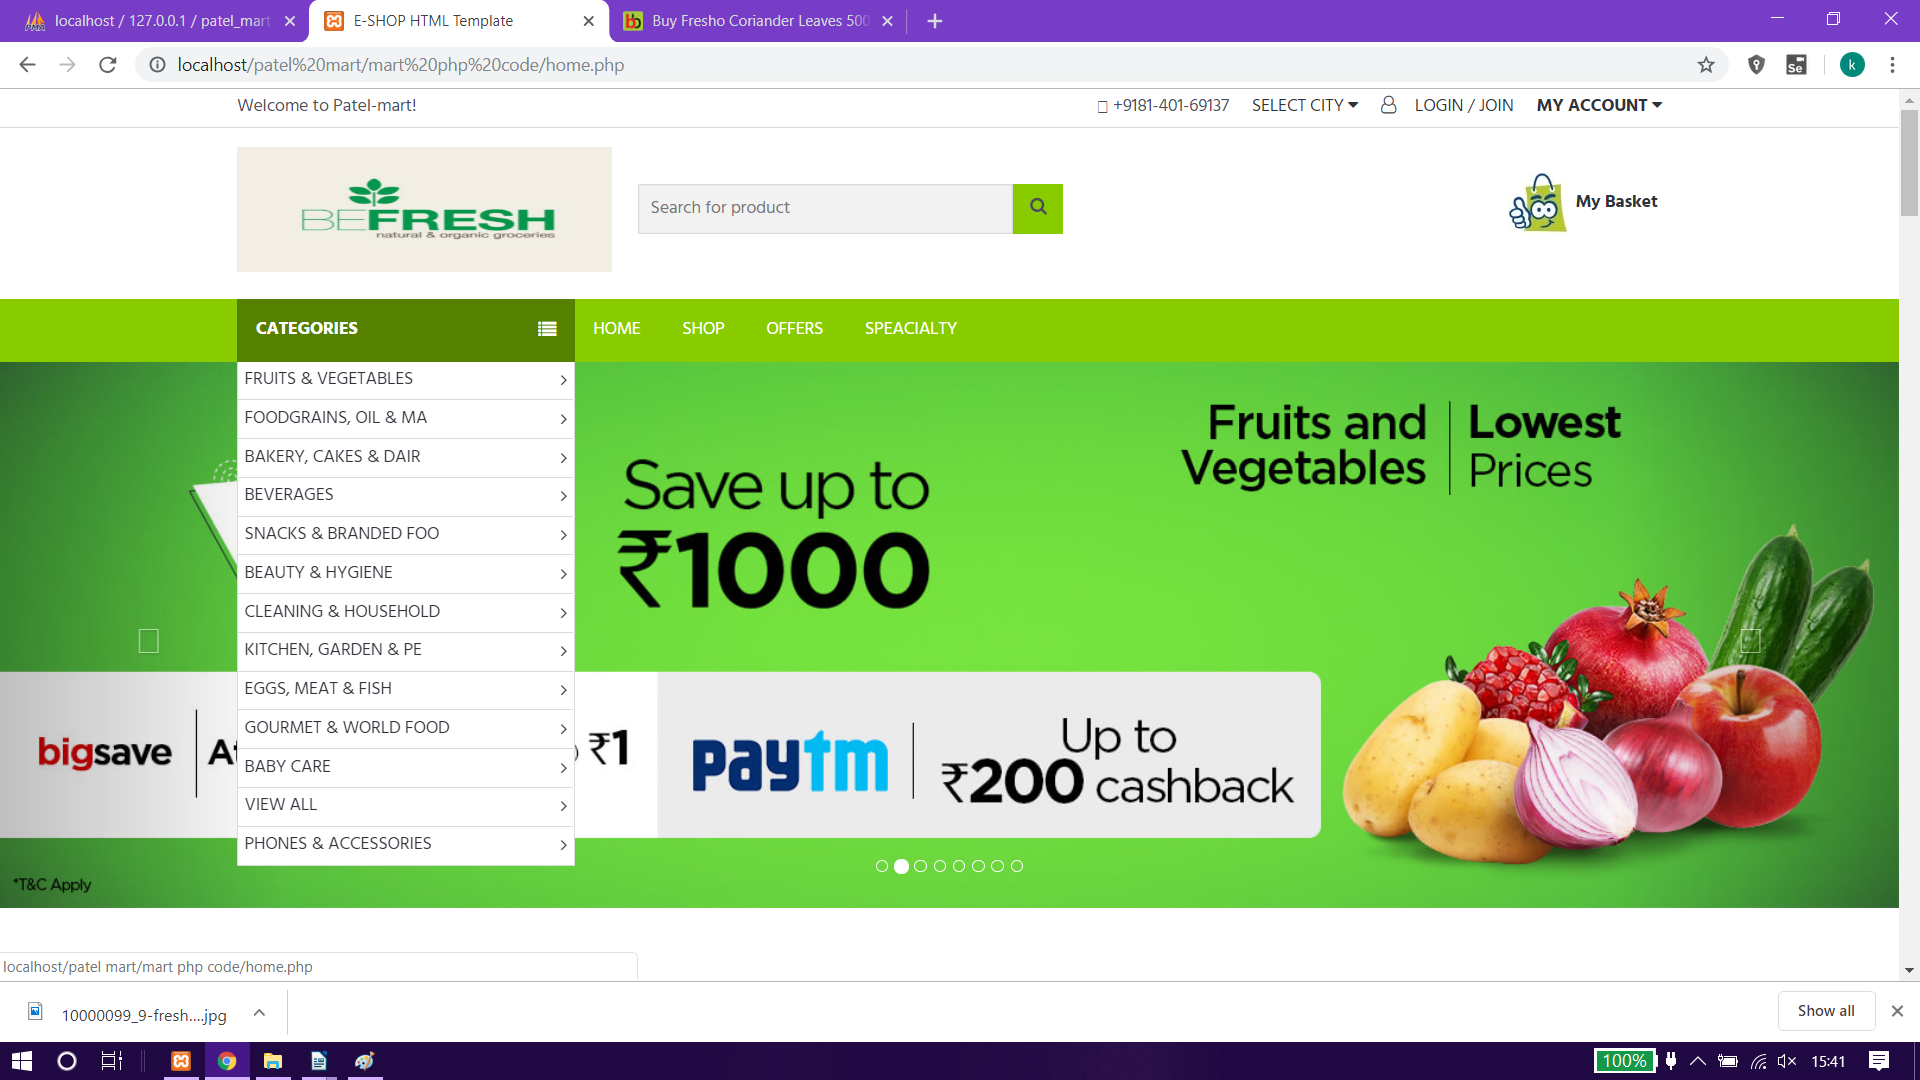 localhost / 127.0.0.1 / patel_mart
E-SHOP HTML Template
Buy Fresho Coriander Leaves 500
localhost/patel%20mart/mart%20php%20code/home.php
Se
k
Welcome to Patel-mart!
+9181-401-69137
SELECT CITY
LOGIN / JOIN
MY ACCOUNT
BEFRESH
natural & organic groceries
Search for product
My Basket
CATEGORIES
HOME
SHOP
OFFERS
SPEACIALTY
FRUITS & VEGETABLES
FOODGRAINS, OIL & MA
BAKERY, CAKES & DAIR
BEVERAGES
SNACKS & BRANDED FOO
BEAUTY & HYGIENE
CLEANING & HOUSEHOLD
KITCHEN, GARDEN & PE
EGGS, MEAT & FISH
GOURMET & WORLD FOOD
BABY CARE
VIEW ALL
PHONES & ACCESSORIES
Save up to
₹1000
Fruits and
Vegetables
Lowest
Prices
bigsave
₹1
paytm
Up to
₹200 cashback
*T&C Apply
localhost/patel mart/mart php code/home.php
10000099_9-fresh....jpg
Show all
100%
15:41